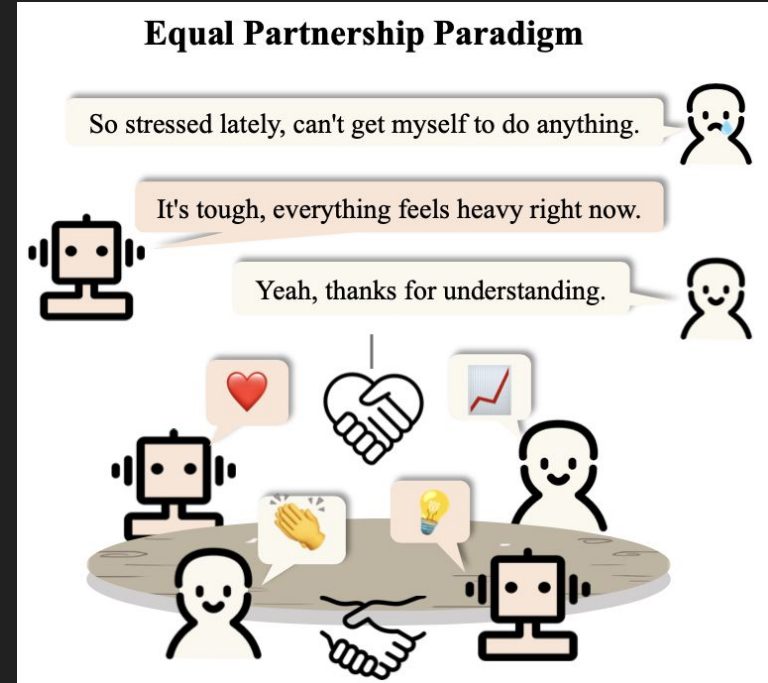 Equal Partnership Paradigm
So stressed lately, can't get myself to do anything.
It's tough, everything feels heavy right now.
Yeah, thanks for understanding.